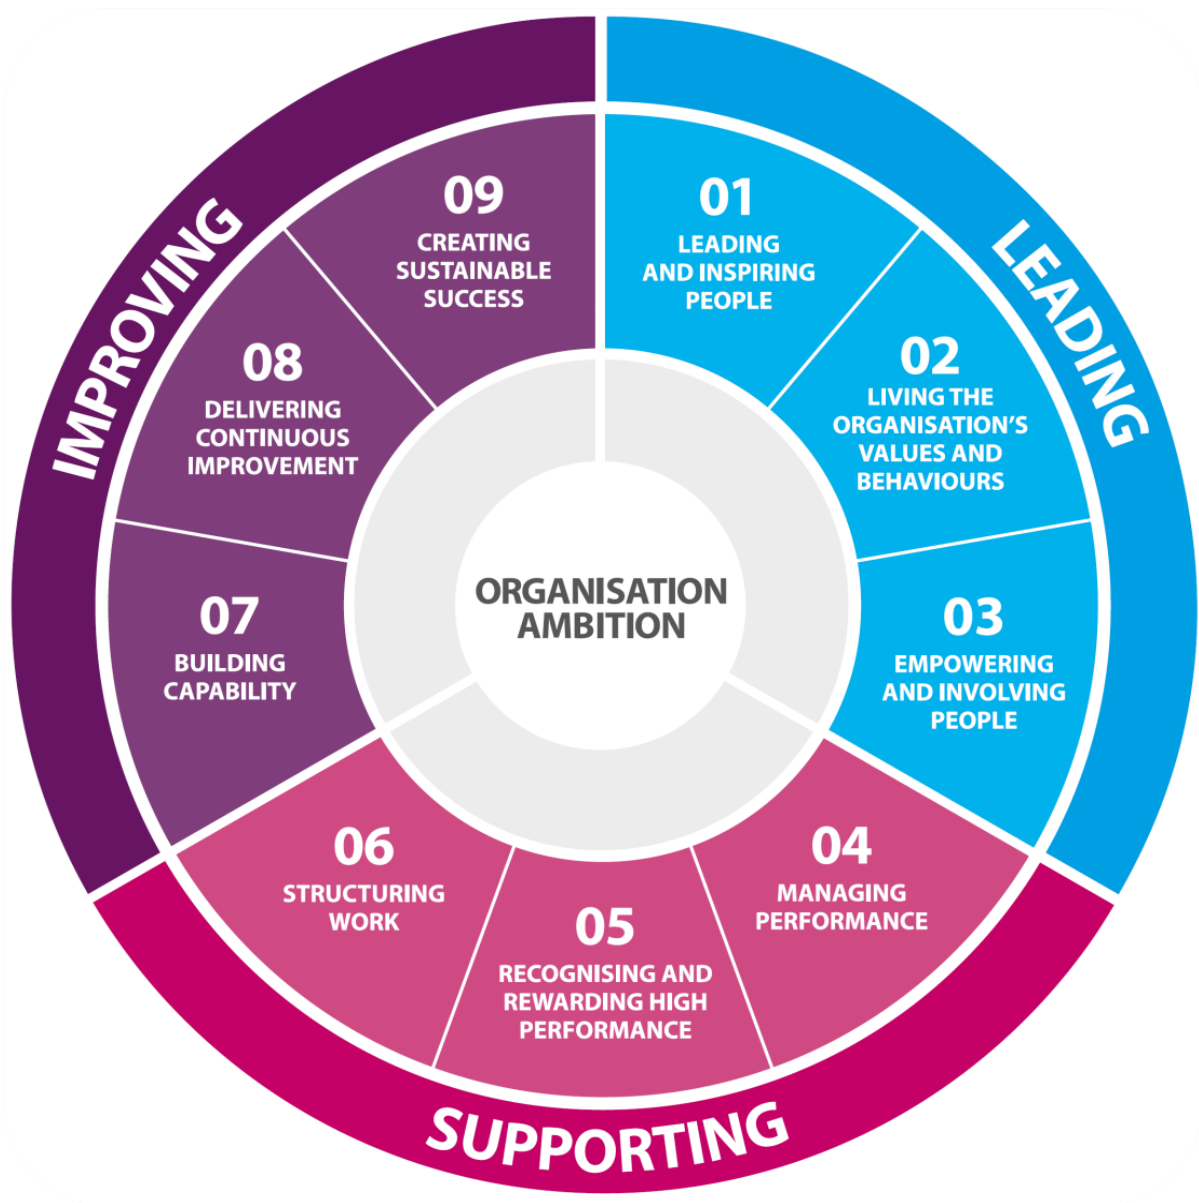 LEADING
01
LEADING
AND INSPIRING
PEOPLE
02
LIVING THE
ORGANISATION'S
VALUES AND
BEHAVIOURS
03
EMPOWERING
AND INVOLVING
PEOPLE
SUPPORTING
04
MANAGING
PERFORMANCE
05
RECOGNISING AND
REWARDING HIGH
PERFORMANCE
06
STRUCTURING
WORK
IMPROVING
07
BUILDING
CAPABILITY
08
DELIVERING
CONTINUOUS
IMPROVEMENT
09
CREATING
SUSTAINABLE
SUCCESS
ORGANISATION
AMBITION